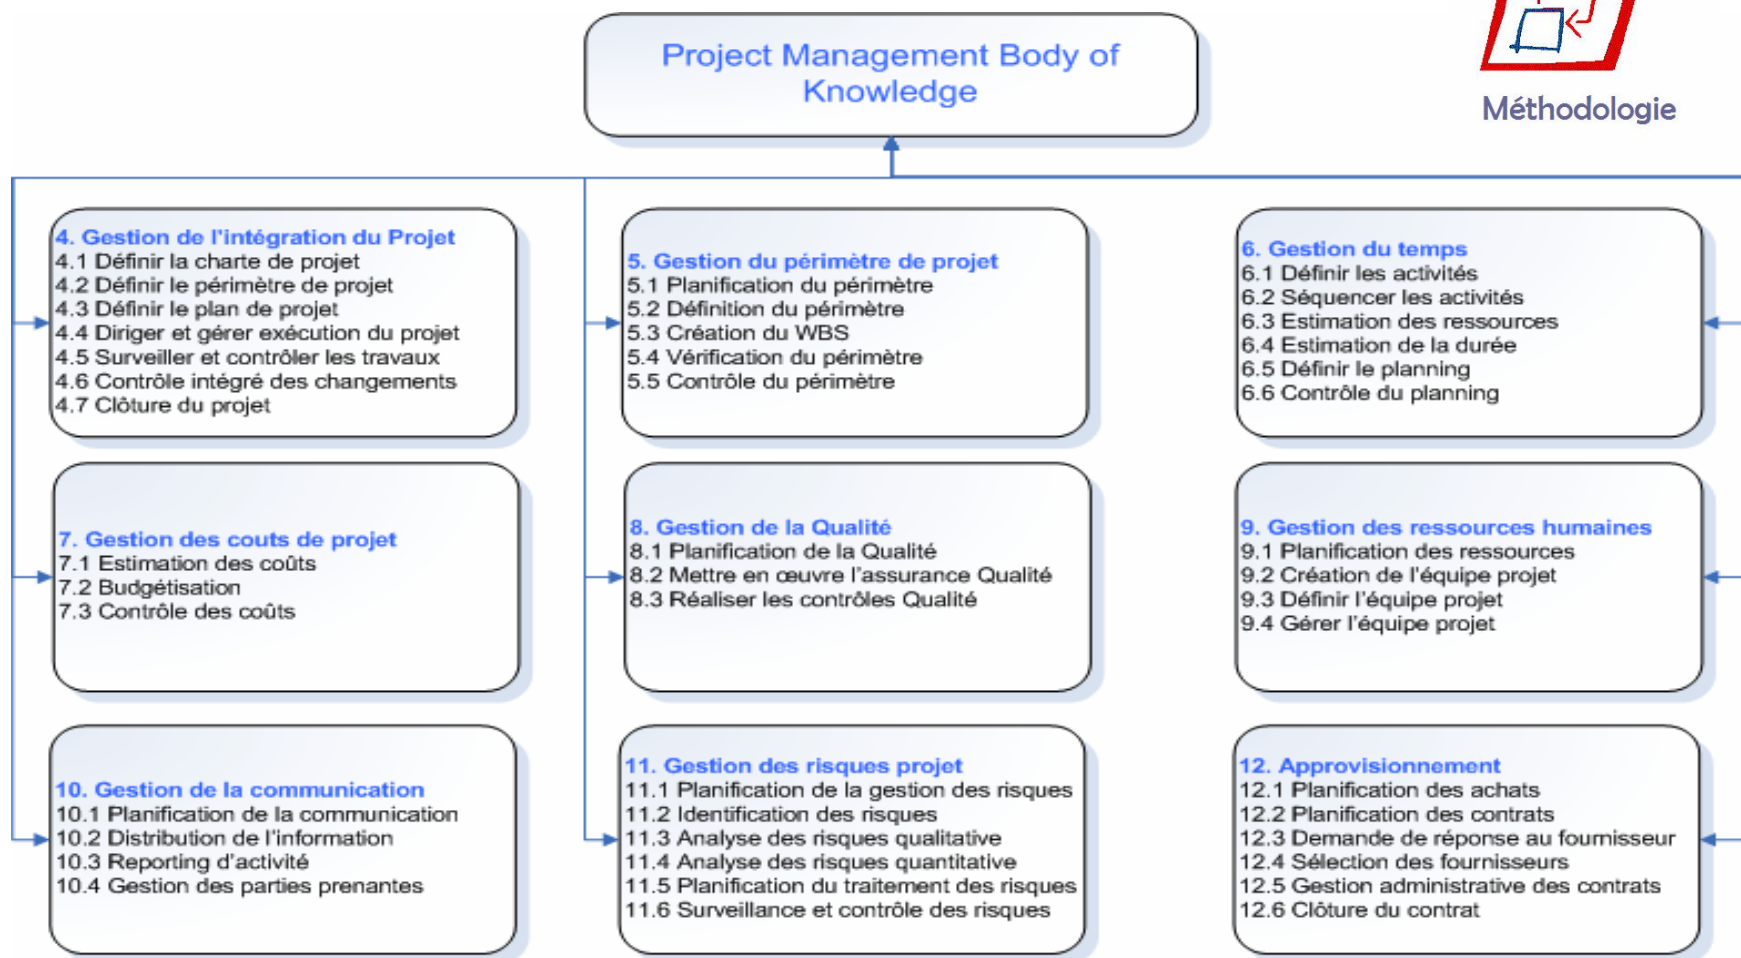 Project Management Body of
Knowledge
Méthodologie
4. Gestion de l'intégration du Projet
4.1 Définir la charte de projet
4.2 Définir le périmètre de projet
4.3 Définir le plan de projet
4.4 Diriger et gérer exécution du projet
4.5 Surveiller et contrôler les travaux
4.6 Contrôle intégré des changements
4.7 Clôture du projet
5. Gestion du périmètre de projet
5.1 Planification du périmètre
5.2 Définition du périmètre
5.3 Création du WBS
5.4 Vérification du périmètre
5.5 Contrôle du périmètre
6. Gestion du temps
6.1 Définir les activités
6.2 Séquencer les activités
6.3 Estimation des ressources
6.4 Estimation de la durée
6.5 Définir le planning
6.6 Contrôle du planning
7. Gestion des couts de projet
7.1 Estimation des coûts
7.2 Budgétisation
7.3 Contrôle des coûts
8. Gestion de la Qualité
8.1 Planification de la Qualité
8.2 Mettre en œuvre l'assurance Qualité
8.3 Réaliser les contrôles Qualité
9. Gestion des ressources humaines
9.1 Planification des ressources
9.2 Création de l'équipe projet
9.3 Définir l'équipe projet
9.4 Gérer l'équipe projet
10. Gestion de la communication
10.1 Planification de la communication
10.2 Distribution de l'information
10.3 Reporting d'activité
10.4 Gestion des parties prenantes
11. Gestion des risques projet
11.1 Planification de la gestion des risques
11.2 Identification des risques
11.3 Analyse des risques qualitative
11.4 Analyse des risques quantitative
11.5 Planification du traitement des risques
11.6 Surveillance et contrôle des risques
12. Approvisionnement
12.1 Planification des achats
12.2 Planification des contrats
12.3 Demande de réponse au fournisseur
12.4 Sélection des fournisseurs
12.5 Gestion administrative des contrats
12.6 Clôture du contrat